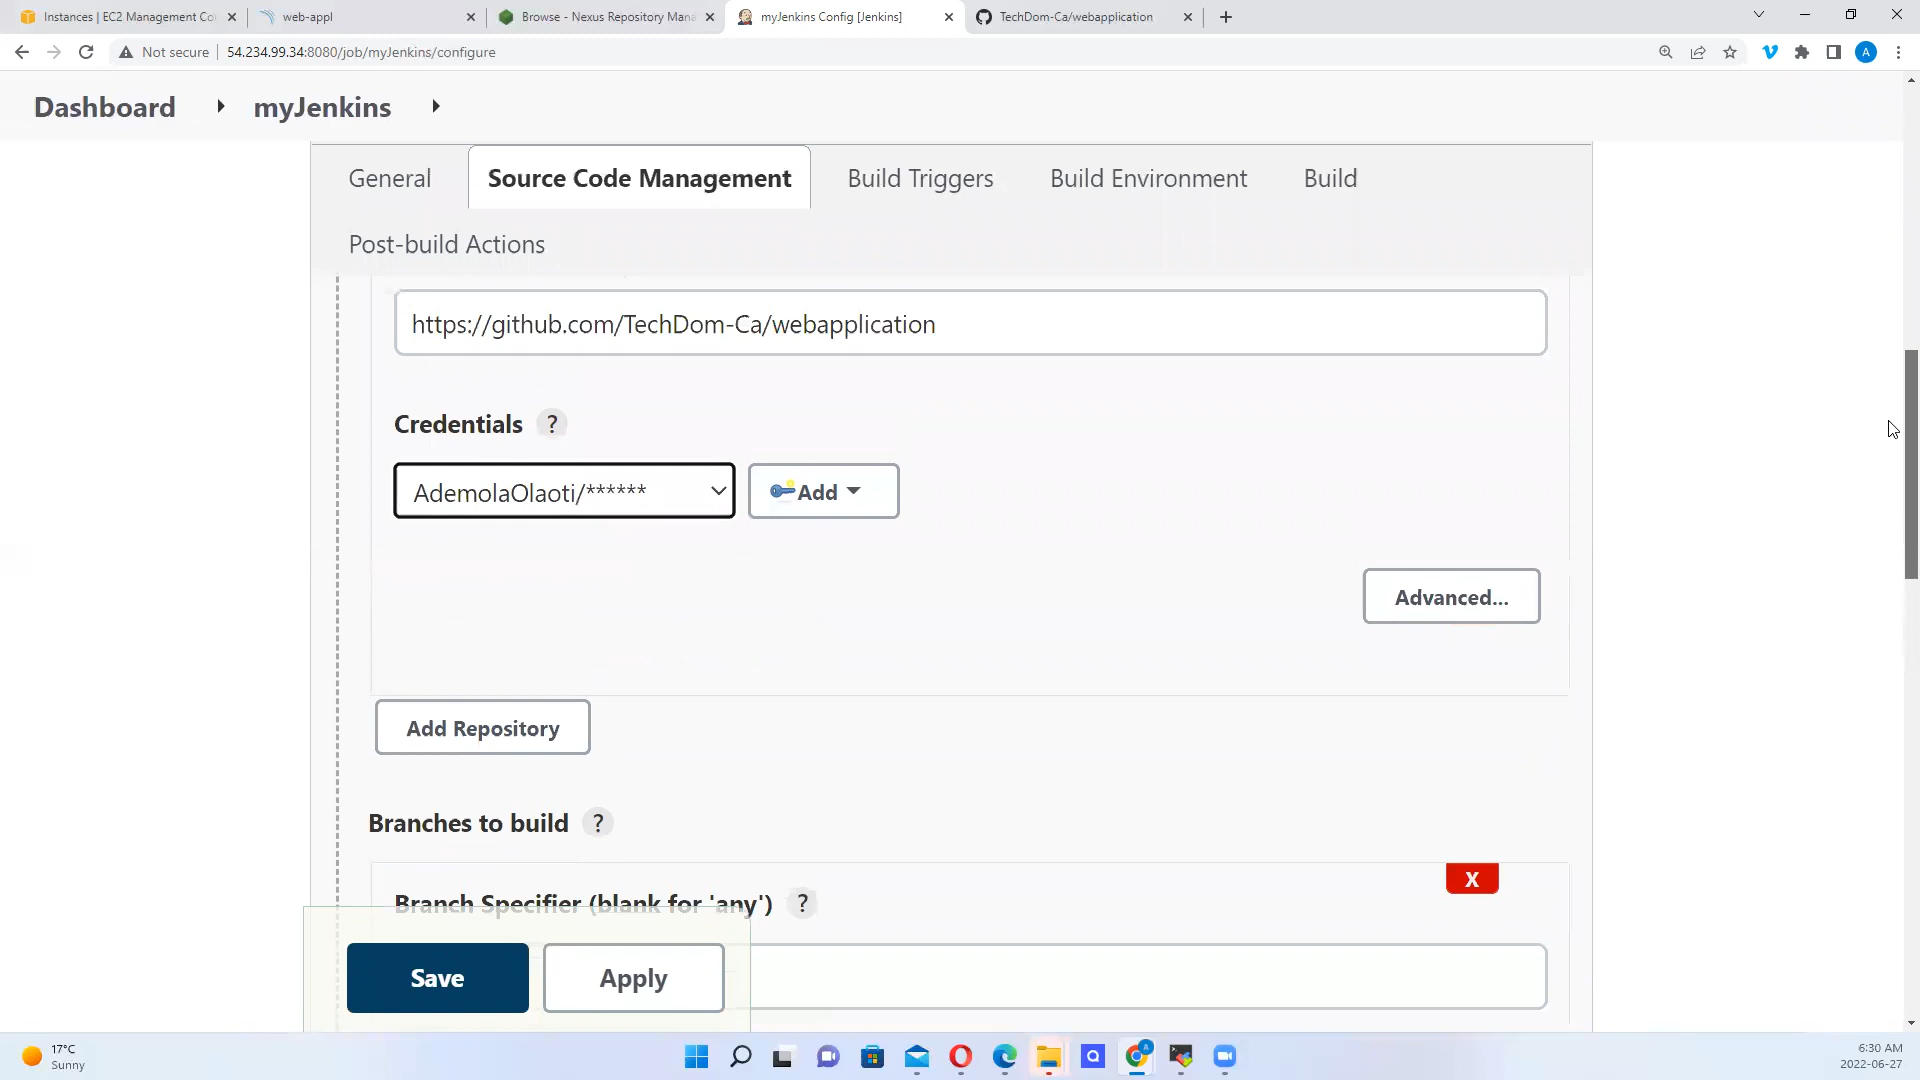 Instances | EC2 Management Co
web-appl
Browse - Nexus Repository Mana
myJenkins Config [Jenkins]
TechDom-Ca/webapplication
Not secure
54.234.99.34:8080/job/myJenkins/configure
A
Dashboard
myJenkins
General
Source Code Management
Build Triggers
Build Environment
Build
Post-build Actions
https://github.com/TechDom-Ca/webapplication
Credentials ?
AdemolaOlaoti/******
Add
Advanced...
Add Repository
Branches to build ?
X
Branch Specifier (blank for 'any') ?
Save
Apply
17°C
Sunny
6:30 AM
2022-06-27